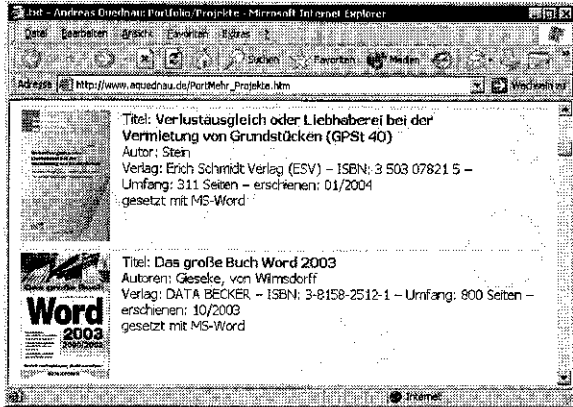 .txt - Andreas Quednau: Portfolio/Projekte - Microsoft Internet Explorer
Datei Bearbeiten Ansicht Favoriten Extras ?
Suchen Favoriten Medien
Adresse http://www.aquednau.de/PortMehr_Projekte.htm Wechseln zu
Titel: Verlustausgleich oder Liebhaberei bei der
Vermietung von Grundstücken (GPSt 40)
Autor: Stein
Verlag: Erich Schmidt Verlag (ESV) – ISBN: 3 503 07821 5 –
Umfang: 311 Seiten – erschienen: 01/2004
gesetzt mit MS-Word
Das große Buch
Word
2003
Titel: Das große Buch Word 2003
Autoren: Gieseke, von Wilmsdorff
Verlag: DATA BECKER – ISBN: 3-8158-2512-1 – Umfang: 800 Seiten –
erschienen: 10/2003
gesetzt mit MS-Word
Internet